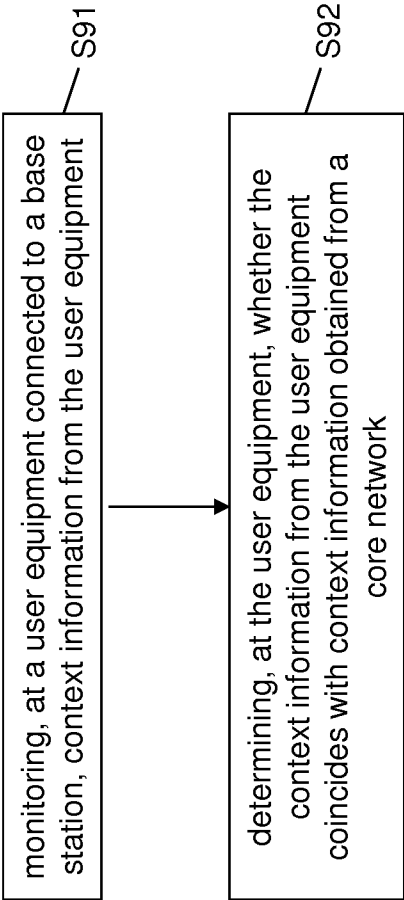 monitoring, at a user equipment connected to a base
station, context information from the user equipment
S91
determining, at the user equipment, whether the
context information from the user equipment
coincides with context information obtained from a
core network
S92